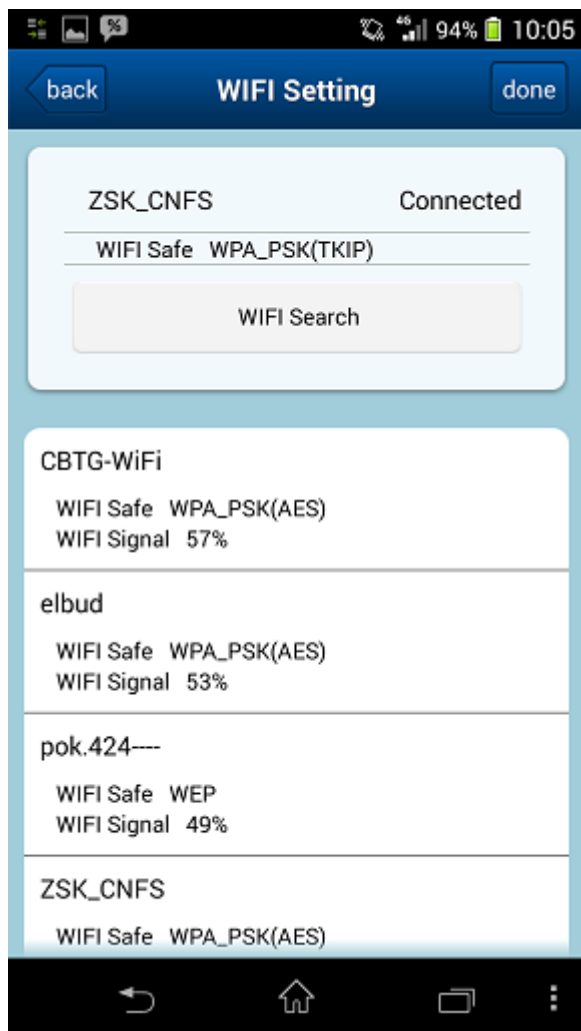 94% 10:05
back WIFI Setting done
ZSK_CNFS Connected
WIFI Safe WPA_PSK(TKIP)
WIFI Search
CBTG-WiFi
WIFI Safe WPA_PSK(AES)
WIFI Signal 57%
elbud
WIFI Safe WPA_PSK(AES)
WIFI Signal 53%
pok.424----
WIFI Safe WEP
WIFI Signal 49%
ZSK_CNFS
WIFI Safe WPA_PSK(AES)